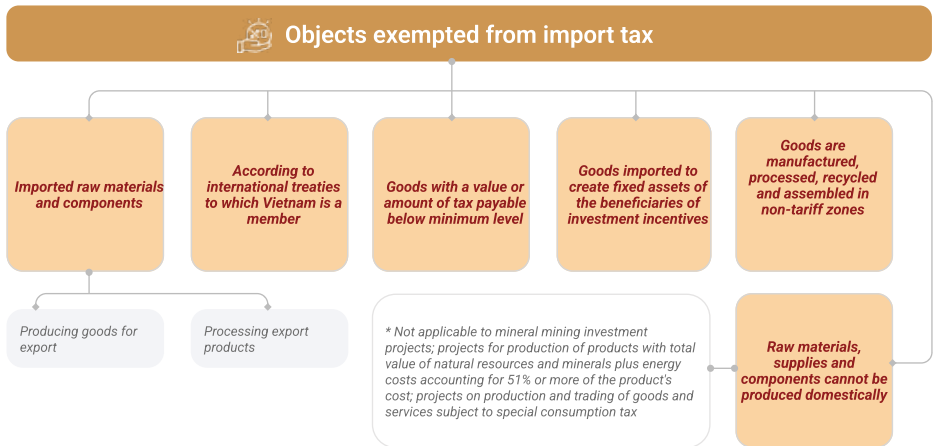 Objects exempted from import tax
Imported raw materials
and components
According to
international treaties
to which Vietnam is a
member
Goods with a value or
amount of tax payable
below minimum level
Goods imported to
create fixed assets of
the beneficiaries of
investment incentives
Goods are
manufactured,
processed, recycled
and assembled in
non-tariff zones
Producing goods for
export
Processing export
products
* Not applicable to mineral mining investment
projects; projects for production of products with total
value of natural resources and minerals plus energy
costs accounting for 51% or more of the product's
cost; projects on production and trading of goods and
services subject to special consumption tax
Raw materials,
supplies and
components cannot be
produced domestically